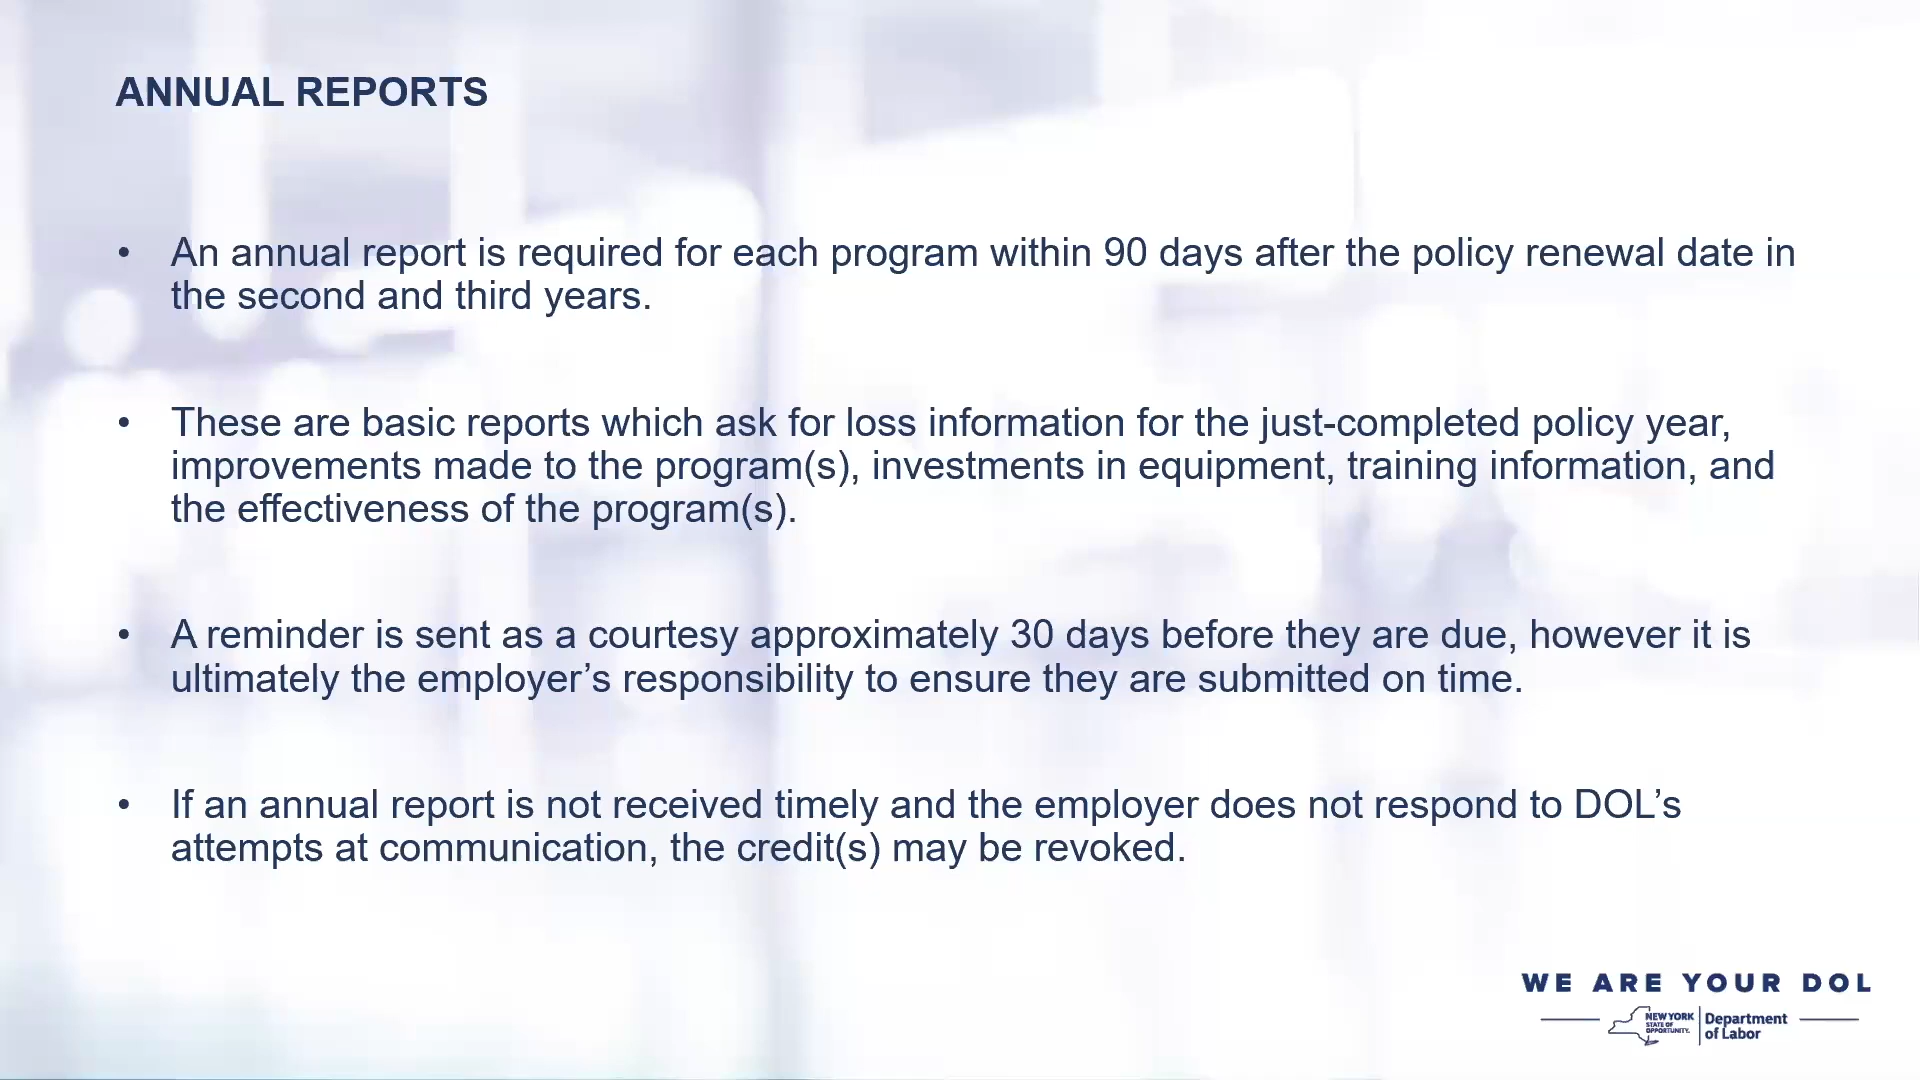 ANNUAL REPORTS
• An annual report is required for each program within 90 days after the policy renewal date in
the second and third years.
• These are basic reports which ask for loss information for the just-completed policy year,
improvements made to the program(s), investments in equipment, training information, and
the effectiveness of the program(s).
• A reminder is sent as a courtesy approximately 30 days before they are due, however it is
ultimately the employer’s responsibility to ensure they are submitted on time.
• If an annual report is not received timely and the employer does not respond to DOL’s
attempts at communication, the credit(s) may be revoked.
WE ARE YOUR DOL
NEW YORK
STATE OF
OPPORTUNITY.
Department
of Labor